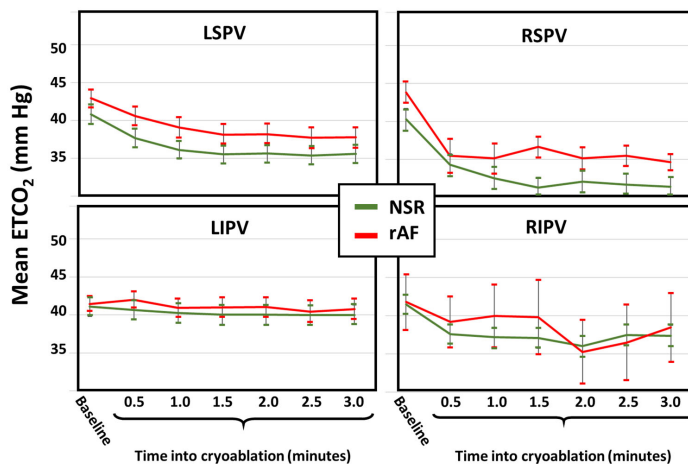 LSPV
RSPV
50
45
40
35
Mean ETCO₂ (mm Hg)
NSR
rAF
LIPV
RIPV
50
45
40
35
Baseline 0.5 1.0 1.5 2.0 2.5 3.0
Baseline 0.5 1.0 1.5 2.0 2.5 3.0
Time into cryoablation (minutes)
Time into cryoablation (minutes)